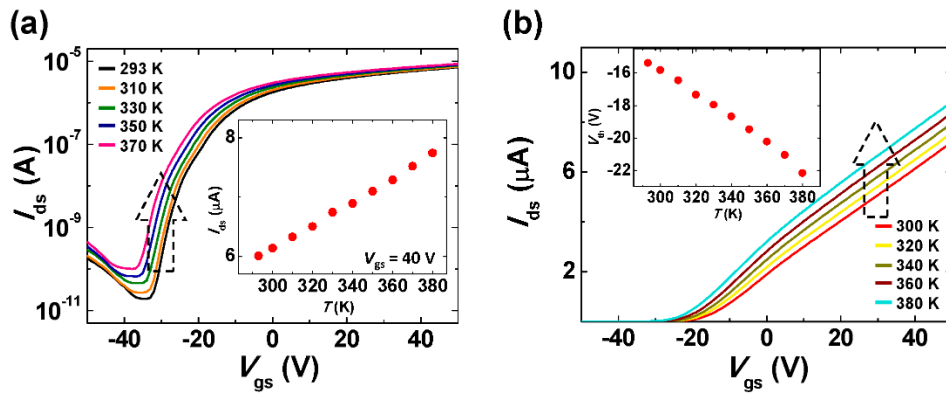 (a)
I_ds (A)
10⁻⁵
10⁻⁷
10⁻⁹
10⁻¹¹
293 K
310 K
330 K
350 K
370 K
I_ds (μA)
8
6
V_gs = 40 V
300 320 340 360 380
T (K)
-40 -20 0 20 40
V_gs (V)
(b)
I_ds (μA)
10
6
2
V_th (V)
-16
-18
-20
-22
300 320 340 360 380
T (K)
300 K
320 K
340 K
360 K
380 K
-40 -20 0 20 40
V_gs (V)